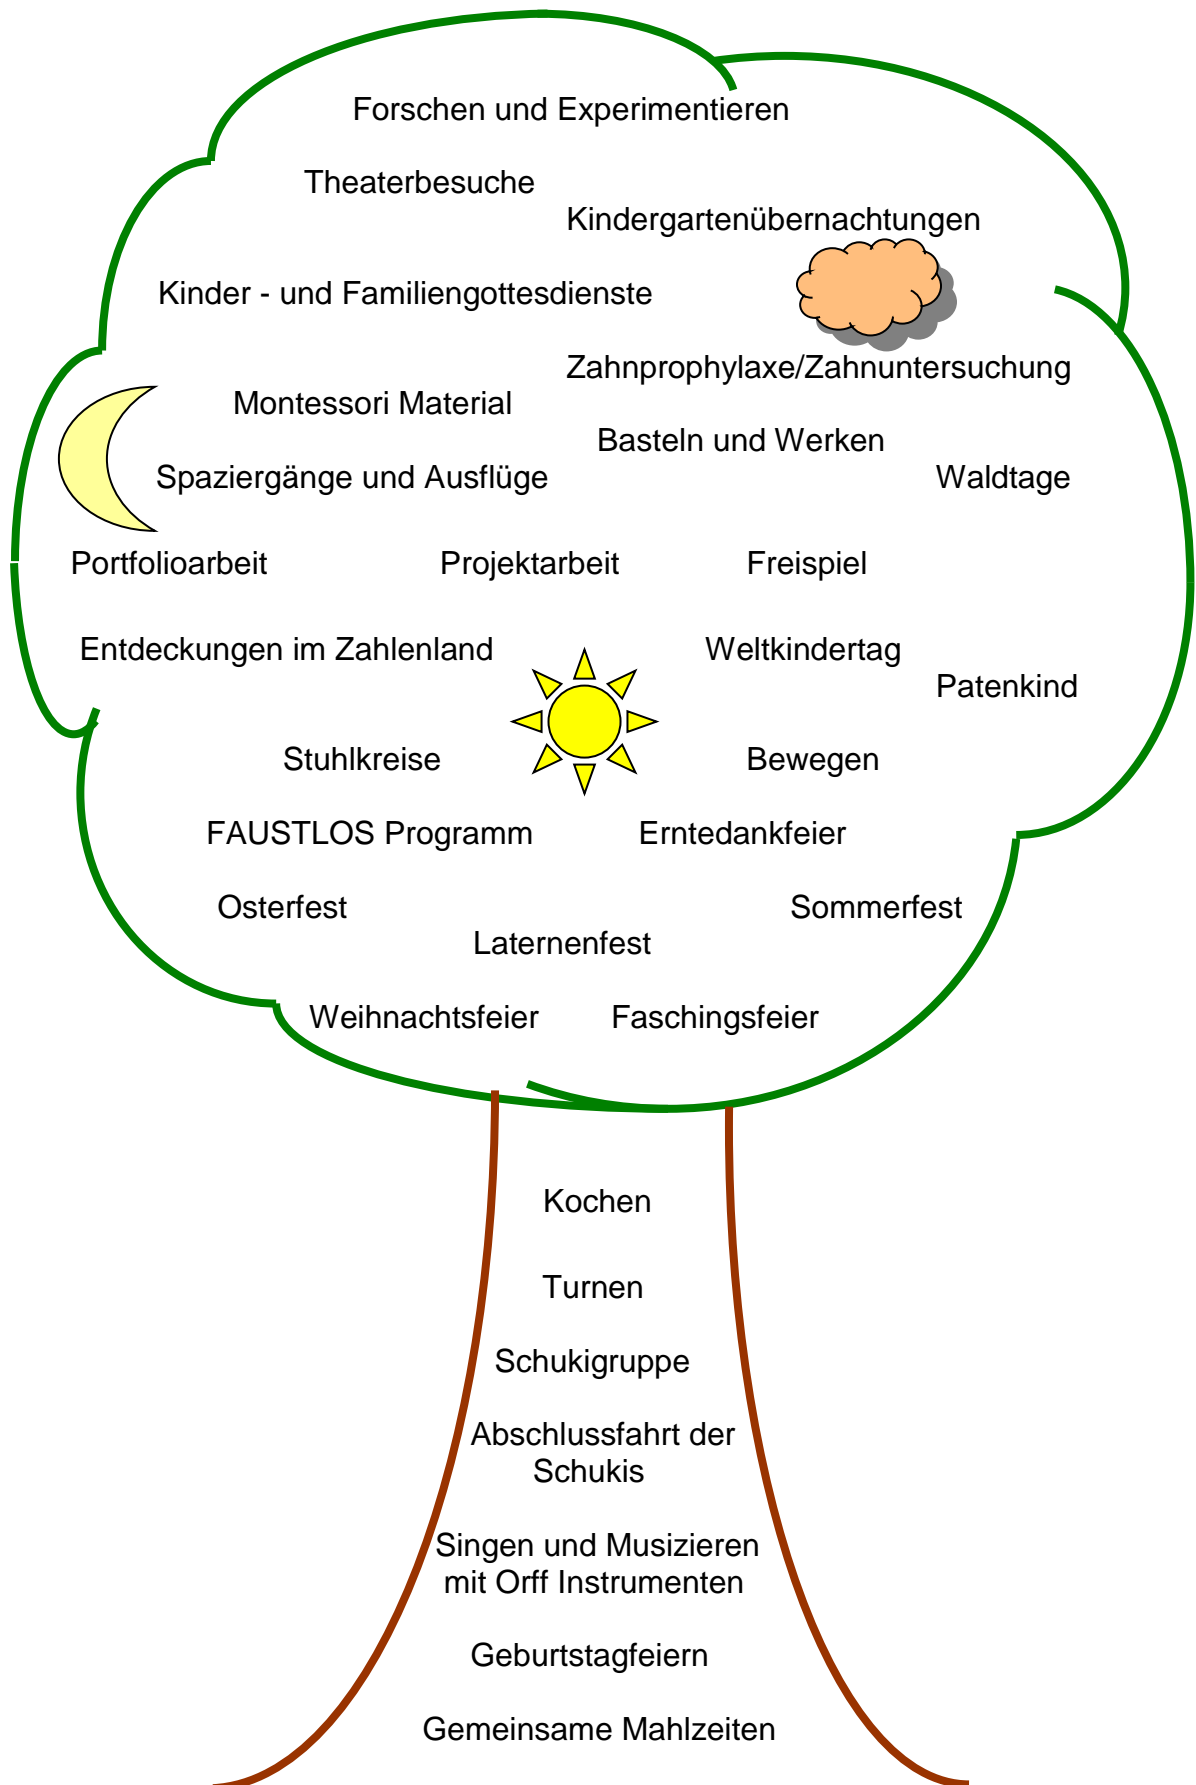 Forschen und Experimentieren
Theaterbesuche
Kindergartenübernachtungen
Kinder - und Familiengottesdienste
Zahnprophylaxe/Zahnuntersuchung
Montessori Material
Basteln und Werken
Spaziergänge und Ausflüge
Waldtage
Portfolioarbeit
Projektarbeit
Freispiel
Entdeckungen im Zahlenland
Weltkindertag
Patenkind
Stuhlkreise
Bewegen
FAUSTLOS Programm
Erntedankfeier
Osterfest
Sommerfest
Laternenfest
Weihnachtsfeier
Faschingsfeier
Kochen
Turnen
Schukigruppe
Abschlussfahrt der
Schukis
Singen und Musizieren
mit Orff Instrumenten
Geburtstagfeiern
Gemeinsame Mahlzeiten